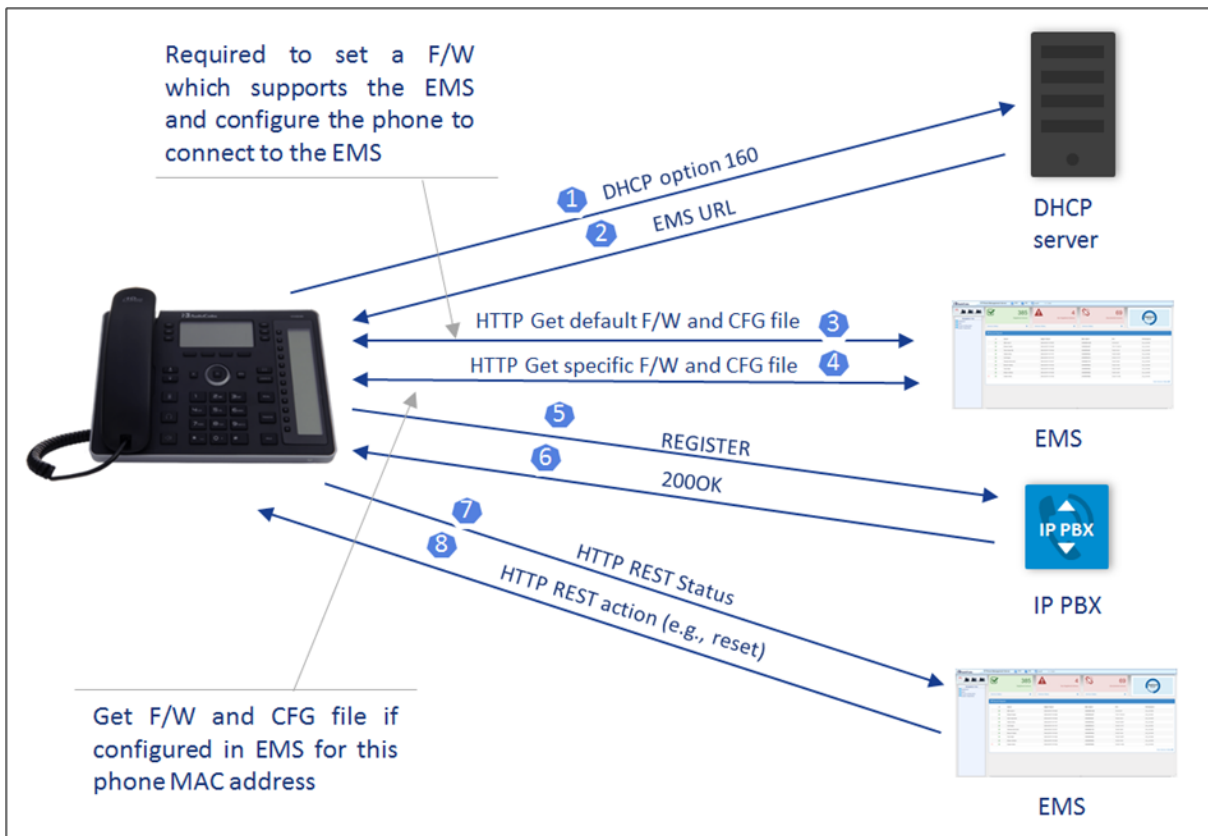 Required to set a F/W
which supports the EMS
and configure the phone to
connect to the EMS
1
DHCP option 160
2
EMS URL
DHCP
server
HTTP Get default F/W and CFG file
3
HTTP Get specific F/W and CFG file
4
EMS
5
REGISTER
6
200OK
IP PBX
IP PBX
7
HTTP REST Status
8
HTTP REST action (e.g., reset)
Get F/W and CFG file if
configured in EMS for this
phone MAC address
EMS